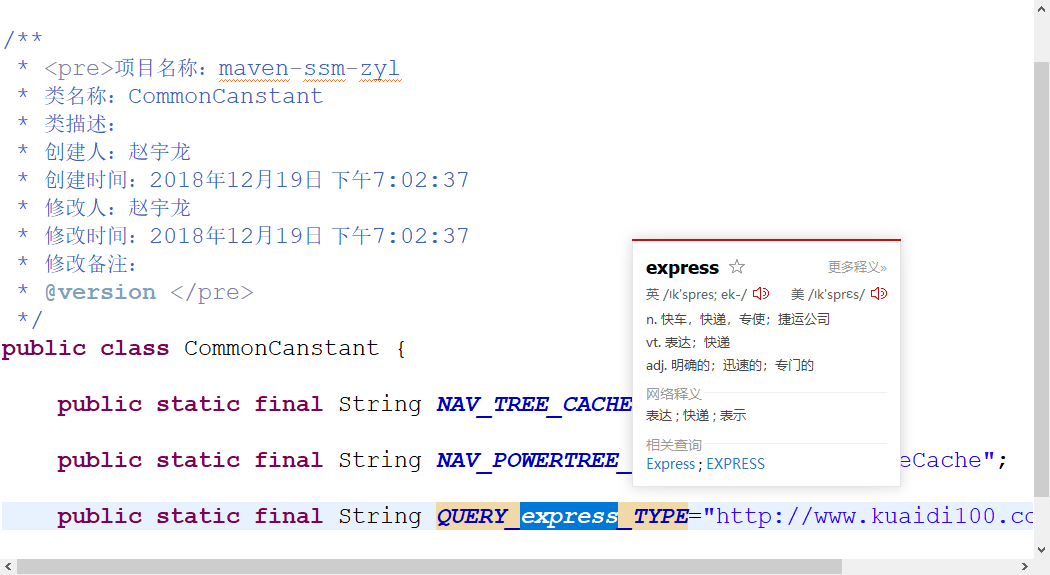 /**
 * <pre>项目名称：maven-ssm-zyl
 * 类名称：CommonCanstant
 * 类描述：
 * 创建人：赵宇龙
 * 创建时间：2018年12月19日 下午7:02:37
 * 修改人：赵宇龙
 * 修改时间：2018年12月19日 下午7:02:37
 * 修改备注：
 * @version </pre>
 */
public class CommonCanstant {
public static final String NAV_TREE_CACHE
public static final String NAV_POWERTREE_ eCache";
public static final String QUERY_express_TYPE="http://www.kuaidi100.co
express ☆ 更多释义»
英 /ɪk'spres; ek-/ 美 /ɪk'sprɛs/
n. 快车，快递，专使；捷运公司
vt. 表达；快递
adj. 明确的；迅速的；专门的
网络释义
表达 ; 快递 ; 表示
相关查询
Express ; EXPRESS